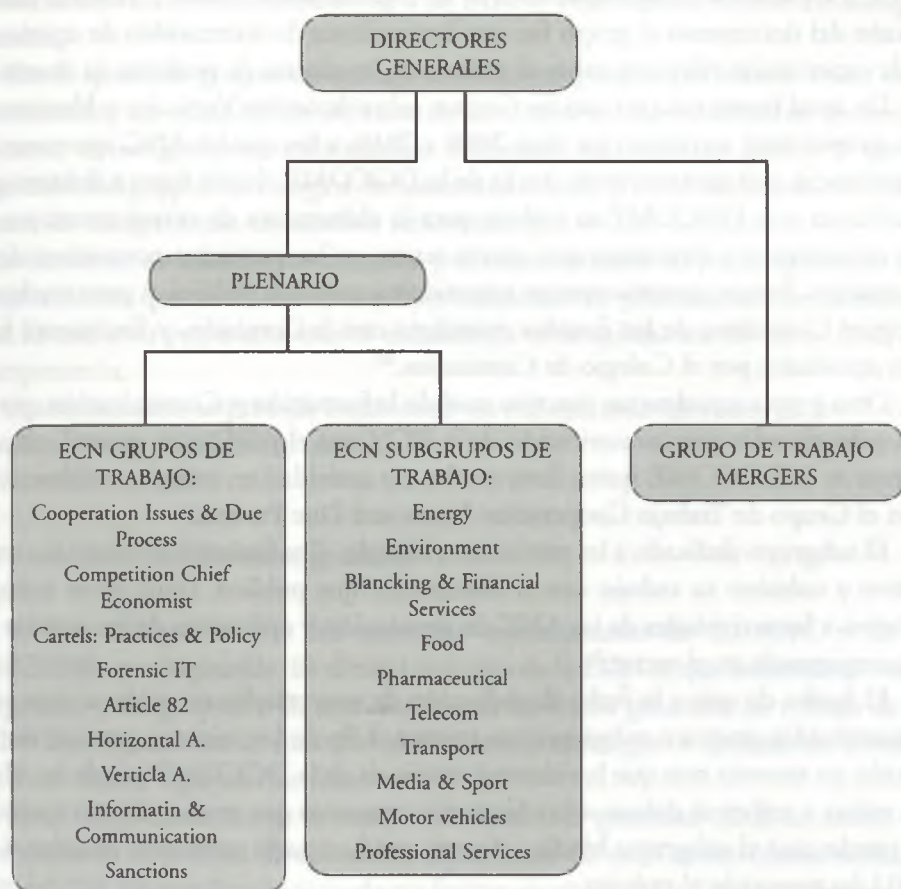 DIRECTORES
GENERALES
PLENARIO
ECN GRUPOS DE
TRABAJO:
Cooperation Issues & Due
Process
Competition Chief
Economist
Cartels: Practices & Policy
Forensic IT
Article 82
Horizontal A.
Verticla A.
Informatin &
Communication
Sanctions
ECN SUBGRUPOS DE
TRABAJO:
Energy
Environment
Blancking & Financial
Services
Food
Pharmaceutical
Telecom
Transport
Media & Sport
Motor vehicles
Professional Services
GRUPO DE TRABAJO
MERGERS